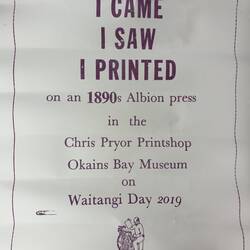 I CAME
I SAW
I PRINTED
on an 1890s Albion press
in the
Chris Pryor Printshop
Okains Bay Museum
on
Waitangi Day 2019